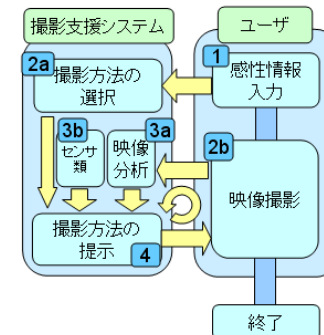 撮影支援システム
ユーザ
1
感性情報
入力
2a
撮影方法の
選択
3b
センサ
類
3a
映像
分析
2b
映像撮影
撮影方法の
提示
4
終了